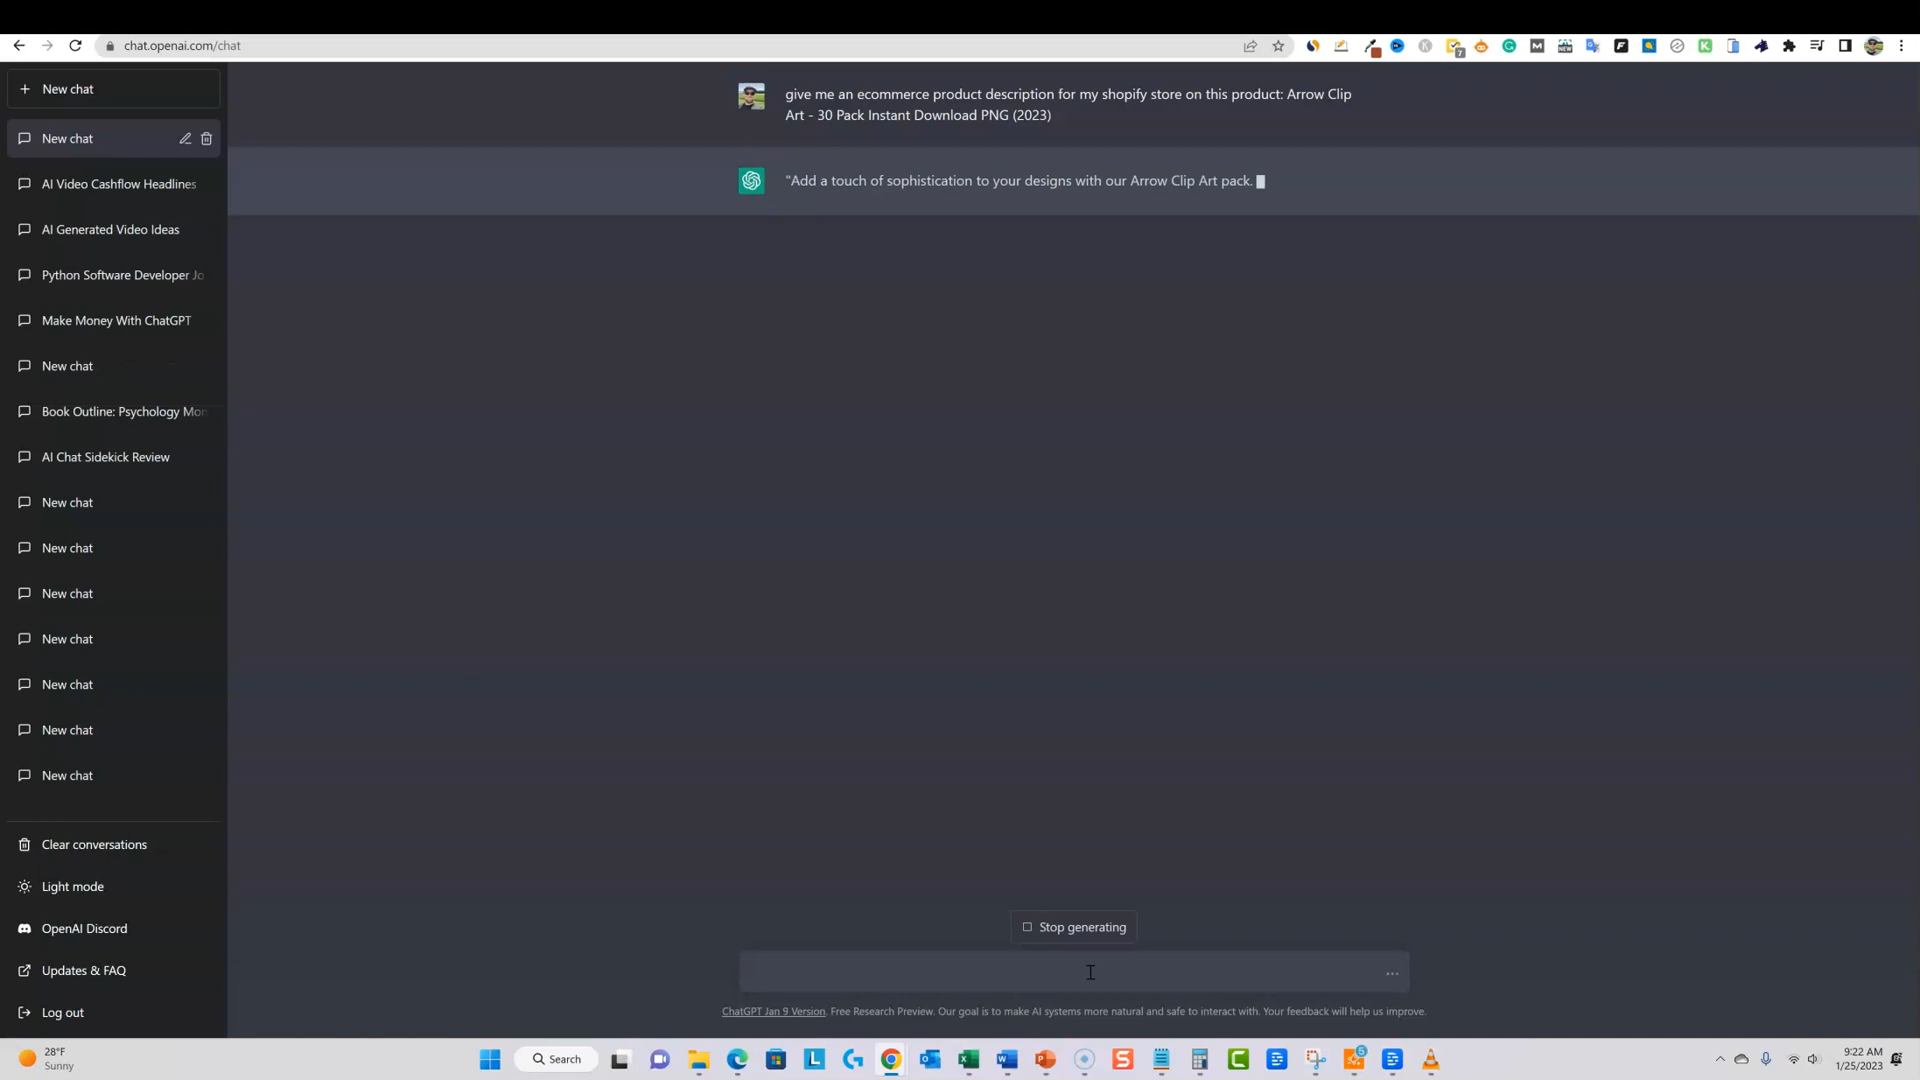 chat.openai.com/chat
New chat
New chat
AI Video Cashflow Headlines
AI Generated Video Ideas
Python Software Developer Jo
Make Money With ChatGPT
New chat
Book Outline: Psychology Mon
AI Chat Sidekick Review
New chat
New chat
New chat
New chat
New chat
New chat
New chat
Clear conversations
Light mode
OpenAI Discord
Updates & FAQ
Log out
give me an ecommerce product description for my shopify store on this product: Arrow Clip
Art - 30 Pack Instant Download PNG (2023)
"Add a touch of sophistication to your designs with our Arrow Clip Art pack.
Stop generating
ChatGPT Jan 9 Version. Free Research Preview. Our goal is to make AI systems more natural and safe to interact with. Your feedback will help us improve.
28°F
Sunny
Search
9:22 AM
1/25/2023